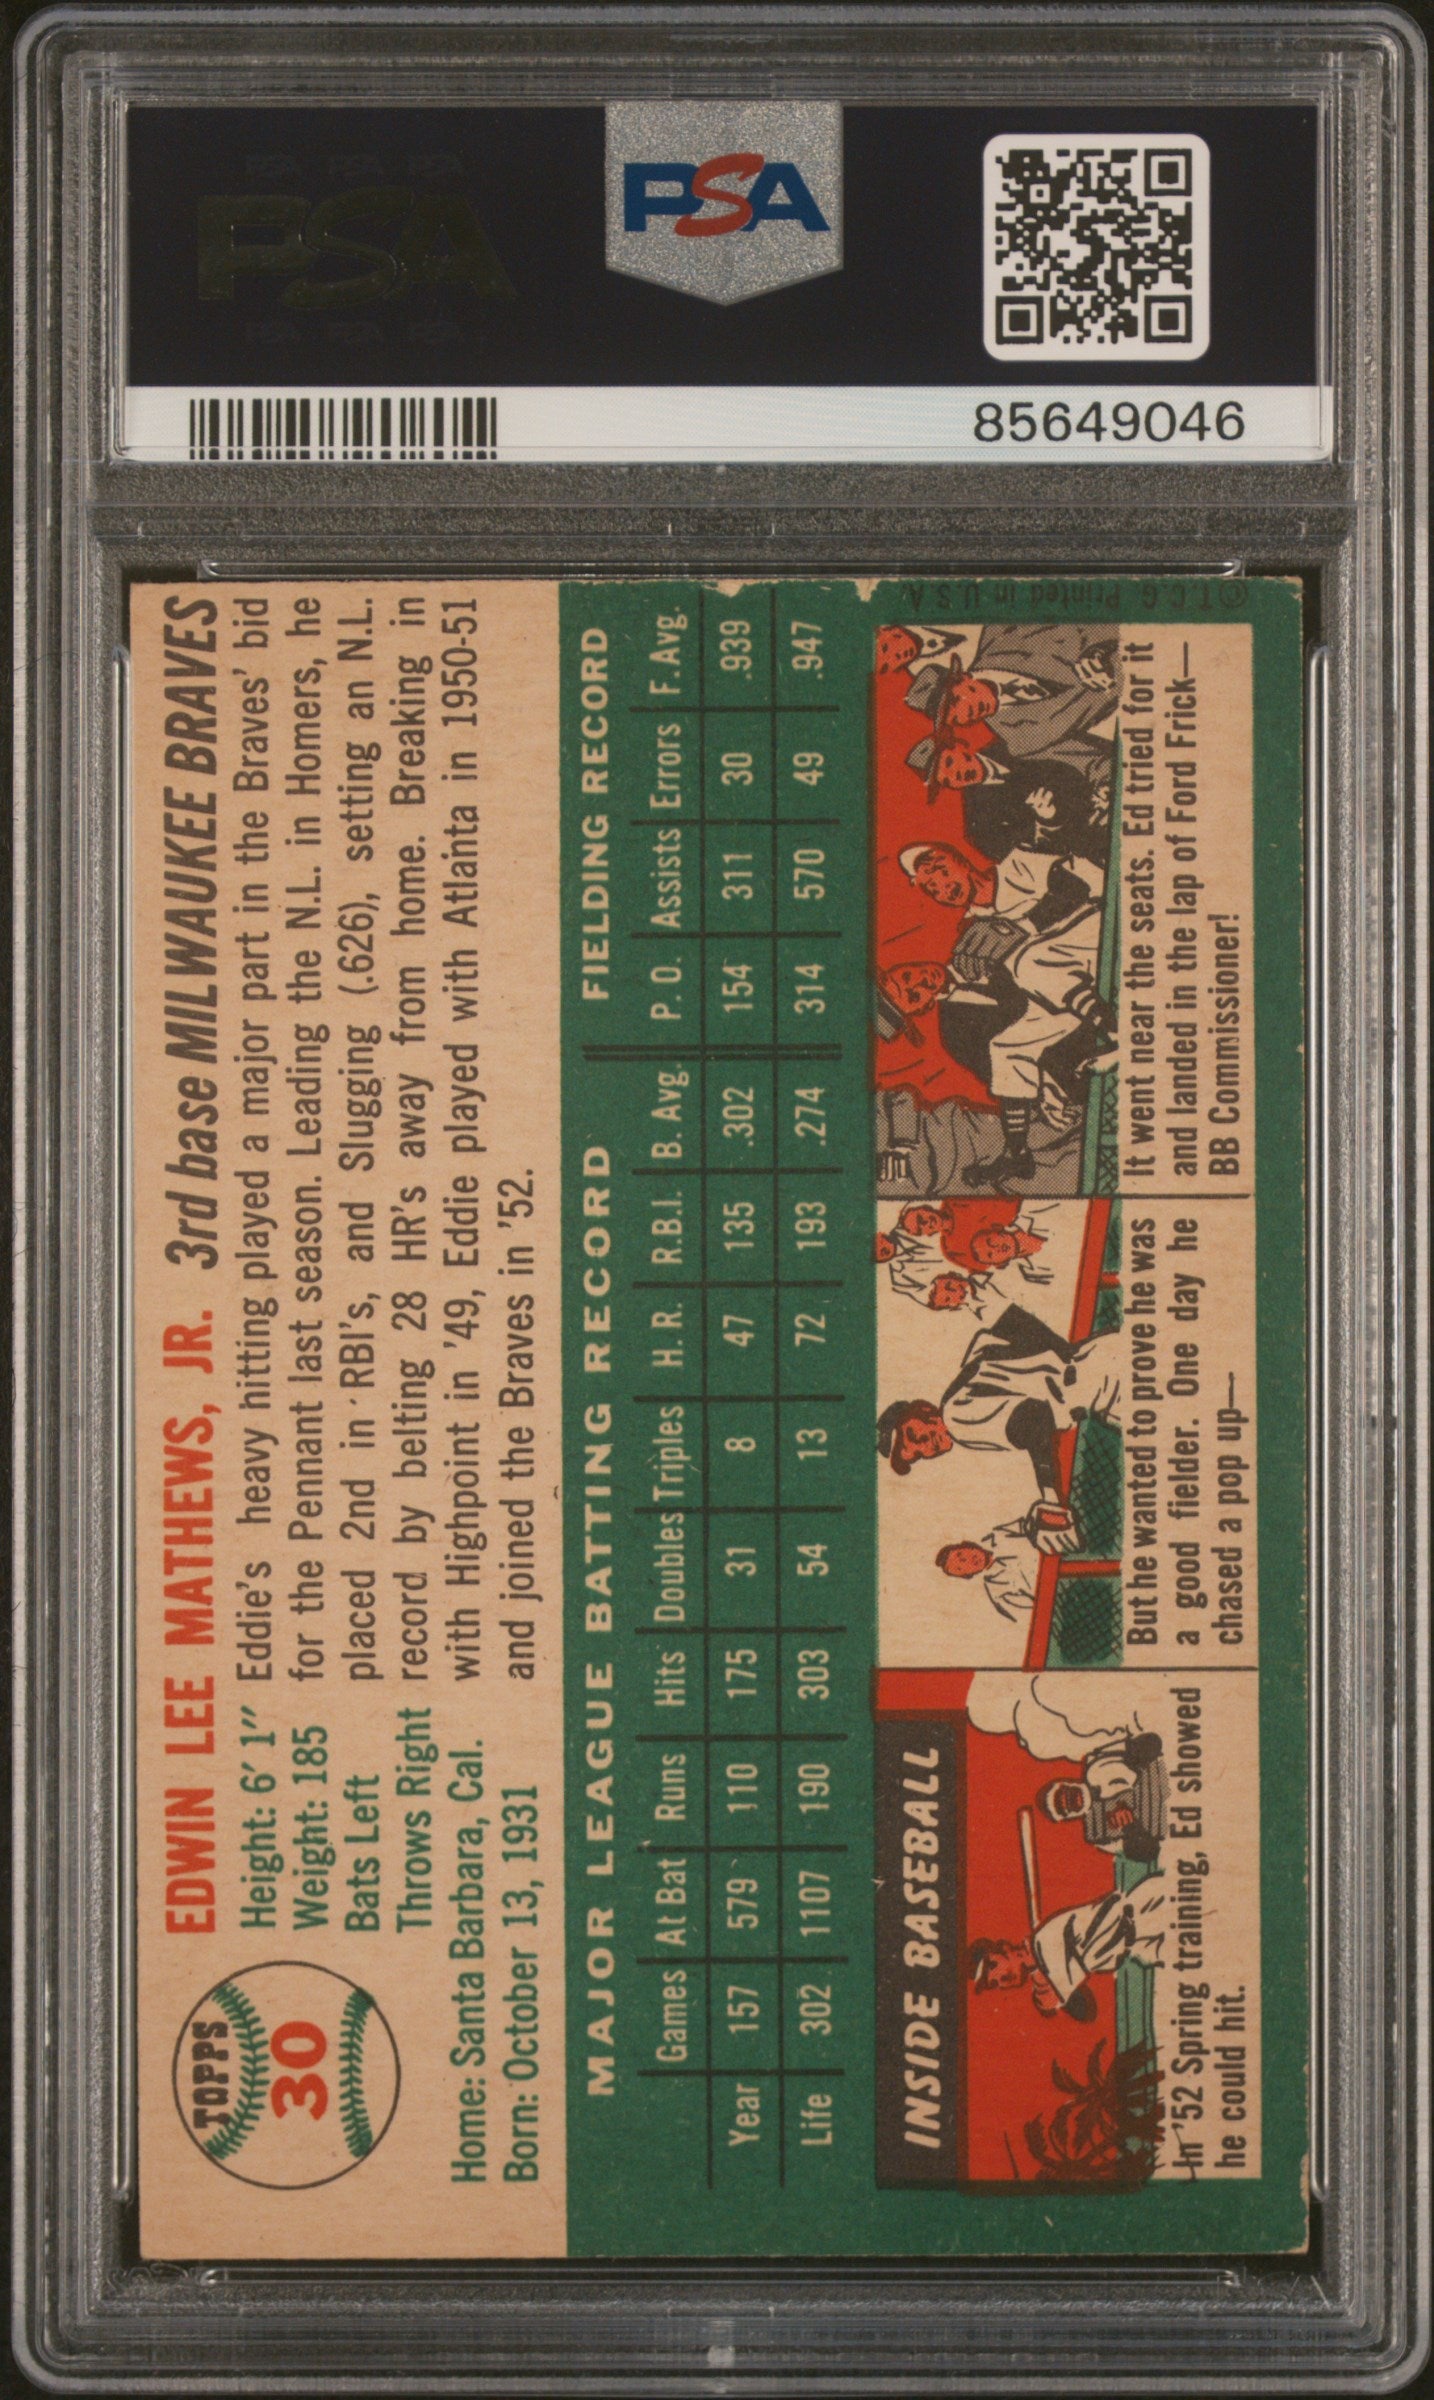 PSA
PSA
85649046
TOPPS
30
EDWIN LEE MATHEWS, JR. 3rd base MILWAUKEE BRAVES
Height: 6' 1"
Weight: 185
Bats Left
Throws Right
Home: Santa Barbara, Cal.
Born: October 13, 1931
Eddie's heavy hitting played a major part in the Braves' bid
for the Pennant last season. Leading the N.L. in Homers, he
placed 2nd in RBI's, and Slugging (.626), setting an N.L.
record by belting 28 HR's away from home. Breaking in
with Highpoint in '49, Eddie played with Atlanta in 1950-51
and joined the Braves in '52.
MAJOR LEAGUE BATTING RECORD FIELDING RECORD
Games At Bat Runs Hits Doubles Triples H.R. R.B.I. B. Avg. P. O. Assists Errors F. Avg.
Year 157 579 110 175 31 8 47 135 .302 154 311 30 .939
Life 302 1107 190 303 54 13 72 193 .274 314 570 49 .947
INSIDE BASEBALL
In '52 Spring training, Ed showed
he could hit.
But he wanted to prove he was
a good fielder. One day he
chased a pop up—
It went near the seats. Ed tried for it
and landed in the lap of Ford Frick—
BB Commissioner!
© T.C.G. Printed in U.S.A.